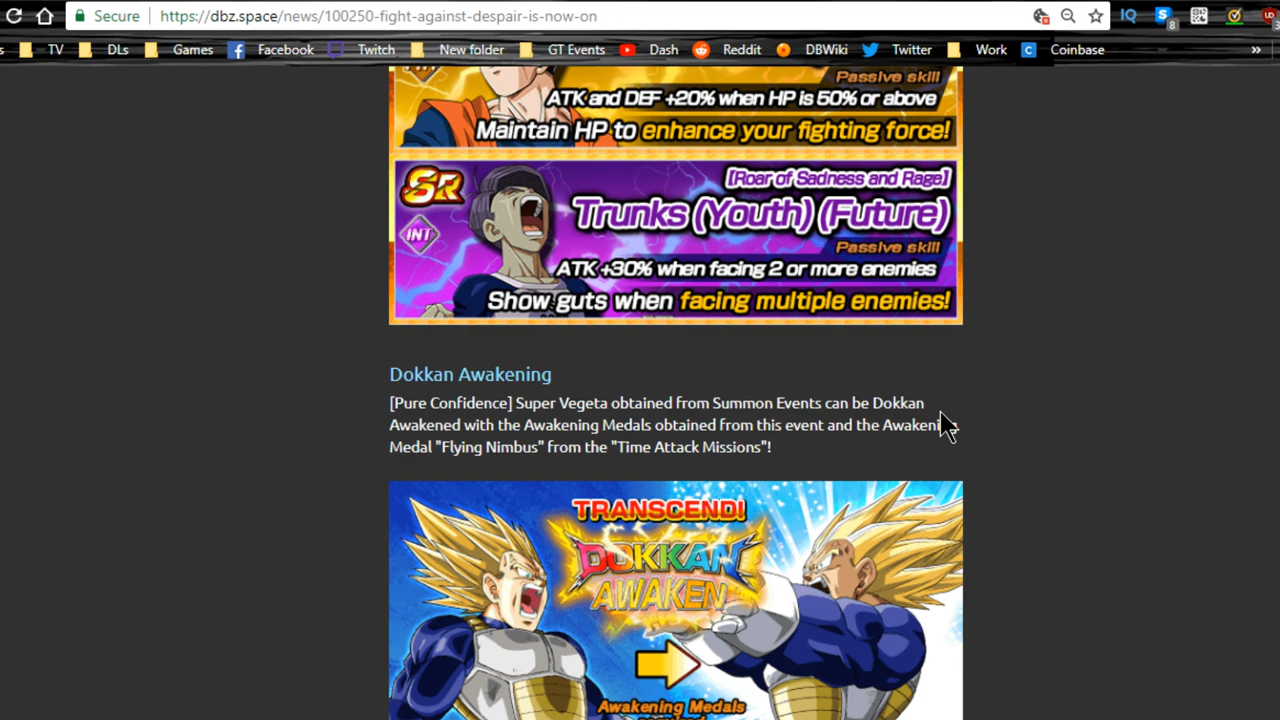 Secure https://dbz.space/news/100250-fight-against-despair-is-now-on IQ 8
TV DLs Games Facebook Twitch New folder GT Events Dash Reddit DBWiki Twitter Work C Coinbase »
Passive skill
ATK and DEF +20% when HP is 50% or above
Maintain HP to enhance your fighting force!
SR
[Roar of Sadness and Rage]
INT
Trunks (Youth) (Future)
Passive skill
ATK +30% when facing 2 or more enemies
Show guts when facing multiple enemies!
Dokkan Awakening
[Pure Confidence] Super Vegeta obtained from Summon Events can be Dokkan
Awakened with the Awakening Medals obtained from this event and the Awakening
Medal "Flying Nimbus" from the "Time Attack Missions"!
TRANSCEND!
DOKKAN
AWAKEN
Awakening Medals